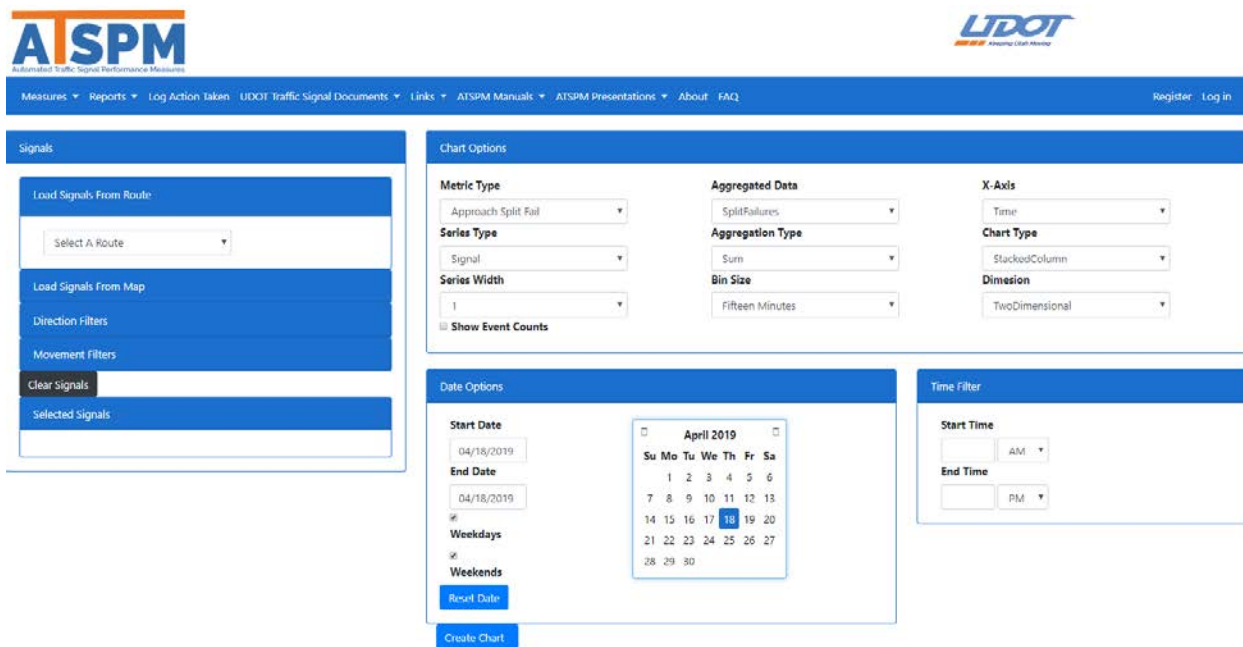 ATSPM
Automated Traffic Signal Performance Measures
UDOT
Keeping Utah Moving
Measures Reports Log Action Taken UDOT Traffic Signal Documents Links ATSPM Manuals ATSPM Presentations About FAQ Register Log in
Signals
Load Signals From Route
Select A Route
Load Signals From Map
Direction Filters
Movement Filters
Clear Signals
Selected Signals
Chart Options
Metric Type Aggregated Data X-Axis
Approach Split Fail SplitFailures Time
Series Type Aggregation Type Chart Type
Signal Sum StackedColumn
Series Width Bin Size Dimesion
1 Fifteen Minutes TwoDimensional
Show Event Counts
Date Options
Start Date
04/18/2019
End Date
04/18/2019
Weekdays
Weekends
Reset Date
April 2019
Su Mo Tu We Th Fr Sa
1 2 3 4 5 6
7 8 9 10 11 12 13
14 15 16 17 18 19 20
21 22 23 24 25 26 27
28 29 30
Time Filter
Start Time
AM
End Time
PM
Create Chart